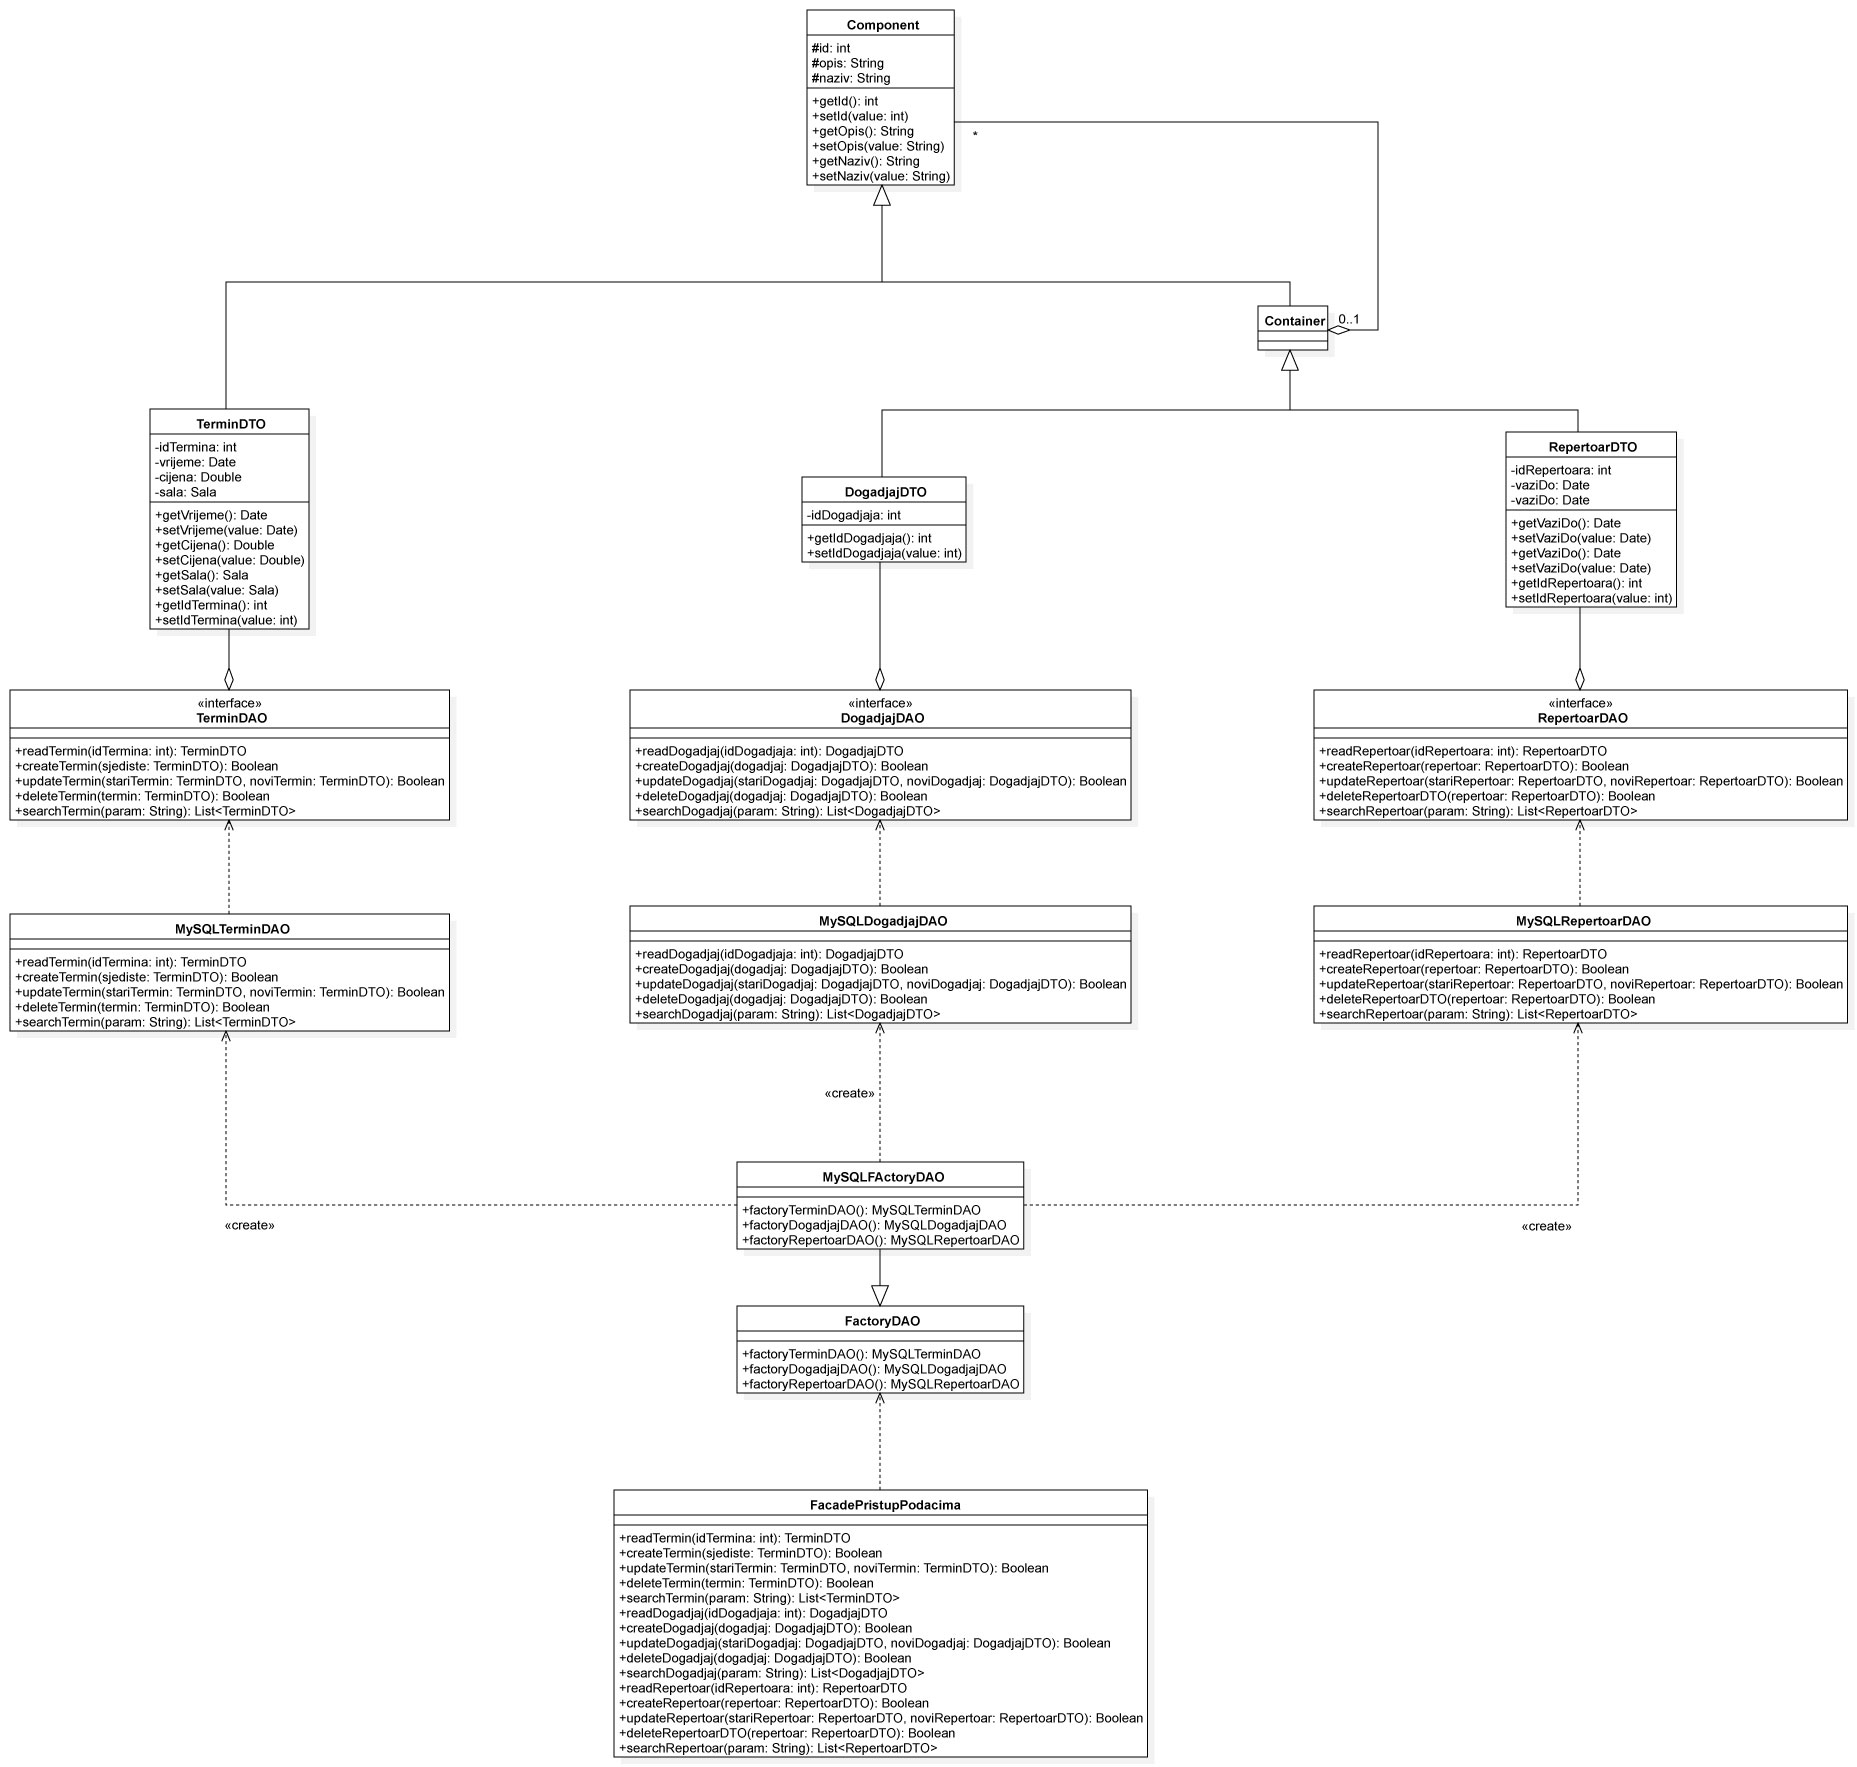 Component
#id: int
#opis: String
#naziv: String
+getId(): int
+setId(value: int)
+getOpis(): String
+setOpis(value: String)
+getNaziv(): String
+setNaziv(value: String)
*
Container
0..1
TerminDTO
-idTermina: int
-vrijeme: Date
-cijena: Double
-sala: Sala
+getVrijeme(): Date
+setVrijeme(value: Date)
+getCijena(): Double
+setCijena(value: Double)
+getSala(): Sala
+setSala(value: Sala)
+getIdTermina(): int
+setIdTermina(value: int)
DogadjajDTO
-idDogadjaja: int
+getIdDogadjaja(): int
+setIdDogadjaja(value: int)
RepertoarDTO
-idRepertoara: int
-vaziDo: Date
-vaziDo: Date
+getVaziDo(): Date
+setVaziDo(value: Date)
+getVaziDo(): Date
+setVaziDo(value: Date)
+getIdRepertoara(): int
+setIdRepertoara(value: int)
«interface»
TerminDAO
+readTermin(idTermina: int): TerminDTO
+createTermin(sjediste: TerminDTO): Boolean
+updateTermin(stariTermin: TerminDTO, noviTermin: TerminDTO): Boolean
+deleteTermin(termin: TerminDTO): Boolean
+searchTermin(param: String): List<TerminDTO>
«interface»
DogadjajDAO
+readDogadjaj(idDogadjaja: int): DogadjajDTO
+createDogadjaj(dogadjaj: DogadjajDTO): Boolean
+updateDogadjaj(stariDogadjaj: DogadjajDTO, noviDogadjaj: DogadjajDTO): Boolean
+deleteDogadjaj(dogadjaj: DogadjajDTO): Boolean
+searchDogadjaj(param: String): List<DogadjajDTO>
«interface»
RepertoarDAO
+readRepertoar(idRepertoara: int): RepertoarDTO
+createRepertoar(repertoar: RepertoarDTO): Boolean
+updateRepertoar(stariRepertoar: RepertoarDTO, noviRepertoar: RepertoarDTO): Boolean
+deleteRepertoarDTO(repertoar: RepertoarDTO): Boolean
+searchRepertoar(param: String): List<RepertoarDTO>
MySQLTerminDAO
+readTermin(idTermina: int): TerminDTO
+createTermin(sjediste: TerminDTO): Boolean
+updateTermin(stariTermin: TerminDTO, noviTermin: TerminDTO): Boolean
+deleteTermin(termin: TerminDTO): Boolean
+searchTermin(param: String): List<TerminDTO>
MySQLDogadjajDAO
+readDogadjaj(idDogadjaja: int): DogadjajDTO
+createDogadjaj(dogadjaj: DogadjajDTO): Boolean
+updateDogadjaj(stariDogadjaj: DogadjajDTO, noviDogadjaj: DogadjajDTO): Boolean
+deleteDogadjaj(dogadjaj: DogadjajDTO): Boolean
+searchDogadjaj(param: String): List<DogadjajDTO>
MySQLRepertoarDAO
+readRepertoar(idRepertoara: int): RepertoarDTO
+createRepertoar(repertoar: RepertoarDTO): Boolean
+updateRepertoar(stariRepertoar: RepertoarDTO, noviRepertoar: RepertoarDTO): Boolean
+deleteRepertoarDTO(repertoar: RepertoarDTO): Boolean
+searchRepertoar(param: String): List<RepertoarDTO>
«create»
MySQLFActoryDAO
+factoryTerminDAO(): MySQLTerminDAO
+factoryDogadjajDAO(): MySQLDogadjajDAO
+factoryRepertoarDAO(): MySQLRepertoarDAO
«create»
«create»
FactoryDAO
+factoryTerminDAO(): MySQLTerminDAO
+factoryDogadjajDAO(): MySQLDogadjajDAO
+factoryRepertoarDAO(): MySQLRepertoarDAO
FacadePristupPodacima
+readTermin(idTermina: int): TerminDTO
+createTermin(sjediste: TerminDTO): Boolean
+updateTermin(stariTermin: TerminDTO, noviTermin: TerminDTO): Boolean
+deleteTermin(termin: TerminDTO): Boolean
+searchTermin(param: String): List<TerminDTO>
+readDogadjaj(idDogadjaja: int): DogadjajDTO
+createDogadjaj(dogadjaj: DogadjajDTO): Boolean
+updateDogadjaj(stariDogadjaj: DogadjajDTO, noviDogadjaj: DogadjajDTO): Boolean
+deleteDogadjaj(dogadjaj: DogadjajDTO): Boolean
+searchDogadjaj(param: String): List<DogadjajDTO>
+readRepertoar(idRepertoara: int): RepertoarDTO
+createRepertoar(repertoar: RepertoarDTO): Boolean
+updateRepertoar(stariRepertoar: RepertoarDTO, noviRepertoar: RepertoarDTO): Boolean
+deleteRepertoarDTO(repertoar: RepertoarDTO): Boolean
+searchRepertoar(param: String): List<RepertoarDTO>